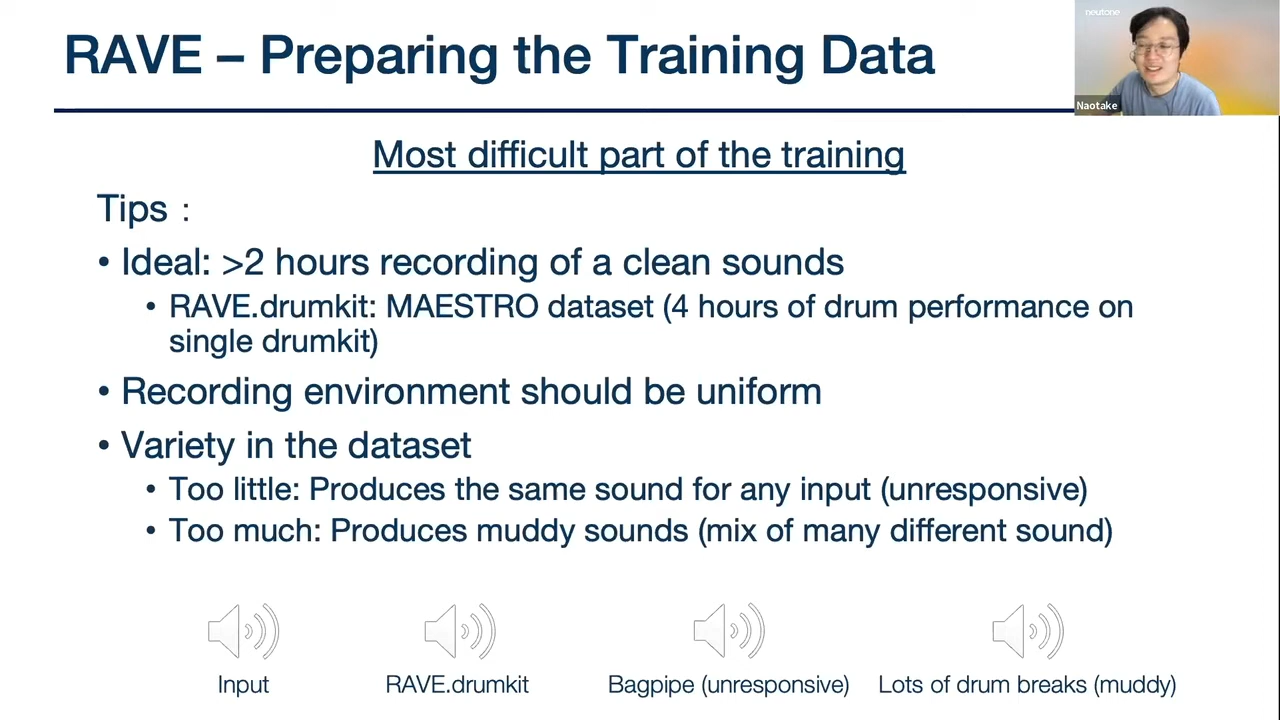 RAVE – Preparing the Training Data
neutone
Naotake
Most difficult part of the training
Tips :
• Ideal: >2 hours recording of a clean sounds
• RAVE.drumkit: MAESTRO dataset (4 hours of drum performance on
single drumkit)
• Recording environment should be uniform
• Variety in the dataset
• Too little: Produces the same sound for any input (unresponsive)
• Too much: Produces muddy sounds (mix of many different sound)
Input
RAVE.drumkit
Bagpipe (unresponsive)
Lots of drum breaks (muddy)